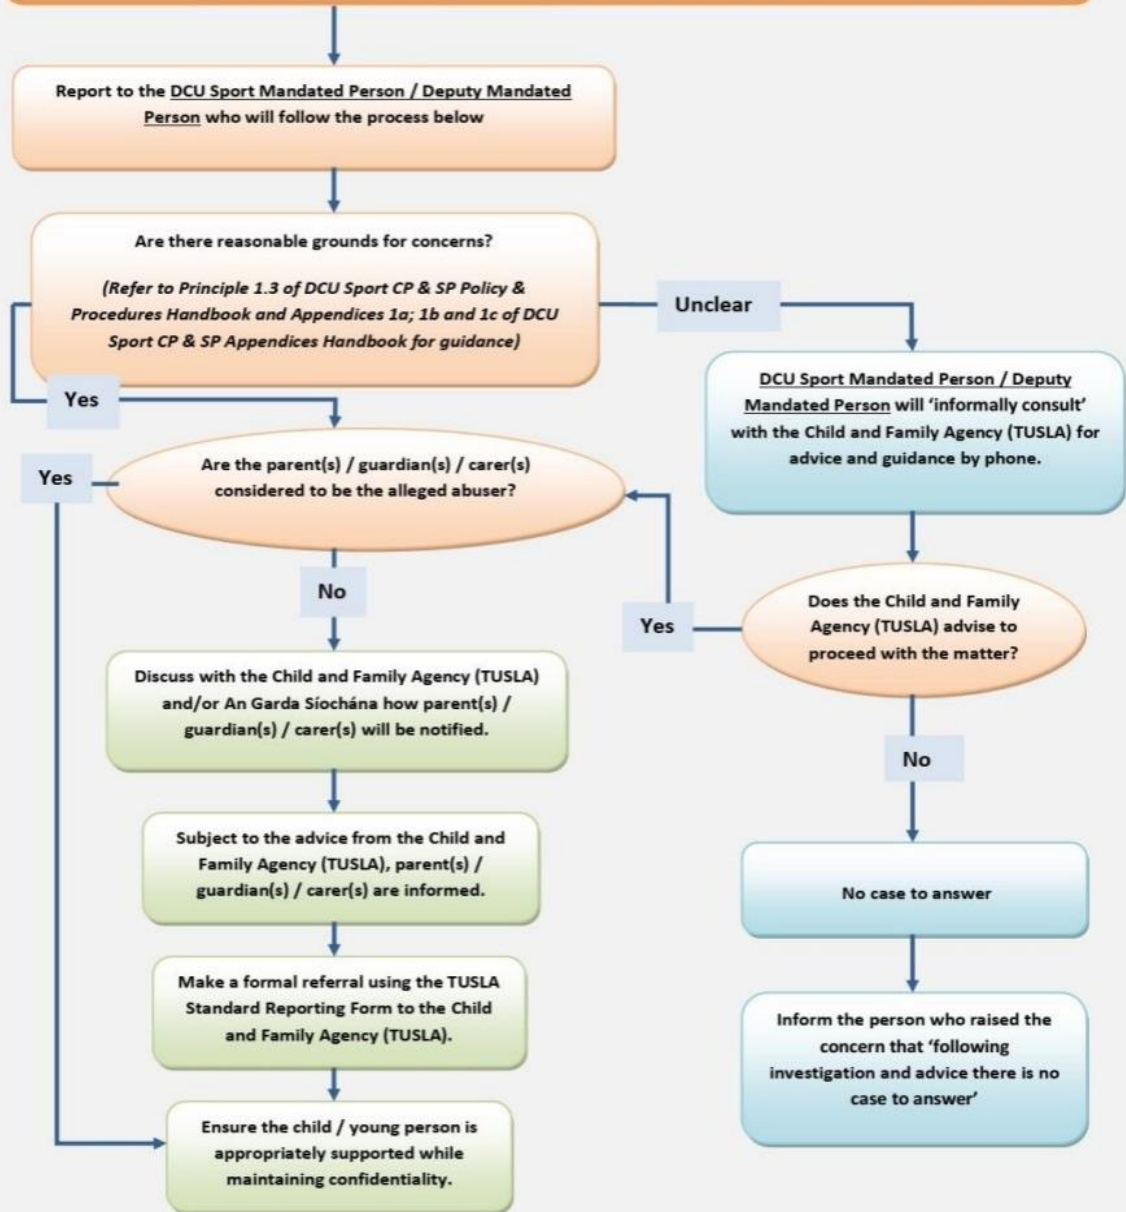 Report to the DCU Sport Mandated Person / Deputy Mandated
Person who will follow the process below
Are there reasonable grounds for concerns?
(Refer to Principle 1.3 of DCU Sport CP & SP Policy &
Procedures Handbook and Appendices 1a; 1b and 1c of DCU
Sport CP & SP Appendices Handbook for guidance)
Unclear
Yes
DCU Sport Mandated Person / Deputy
Mandated Person will ‘informally consult’
with the Child and Family Agency (TUSLA) for
advice and guidance by phone.
Yes
Are the parent(s) / guardian(s) / carer(s)
considered to be the alleged abuser?
No
Yes
Does the Child and Family
Agency (TUSLA) advise to
proceed with the matter?
Discuss with the Child and Family Agency (TUSLA)
and/or An Garda Síochána how parent(s) /
guardian(s) / carer(s) will be notified.
No
Subject to the advice from the Child and
Family Agency (TUSLA), parent(s) /
guardian(s) / carer(s) are informed.
No case to answer
Make a formal referral using the TUSLA
Standard Reporting Form to the Child
and Family Agency (TUSLA).
Inform the person who raised the
concern that ‘following
investigation and advice there is no
case to answer’
Ensure the child / young person is
appropriately supported while
maintaining confidentiality.